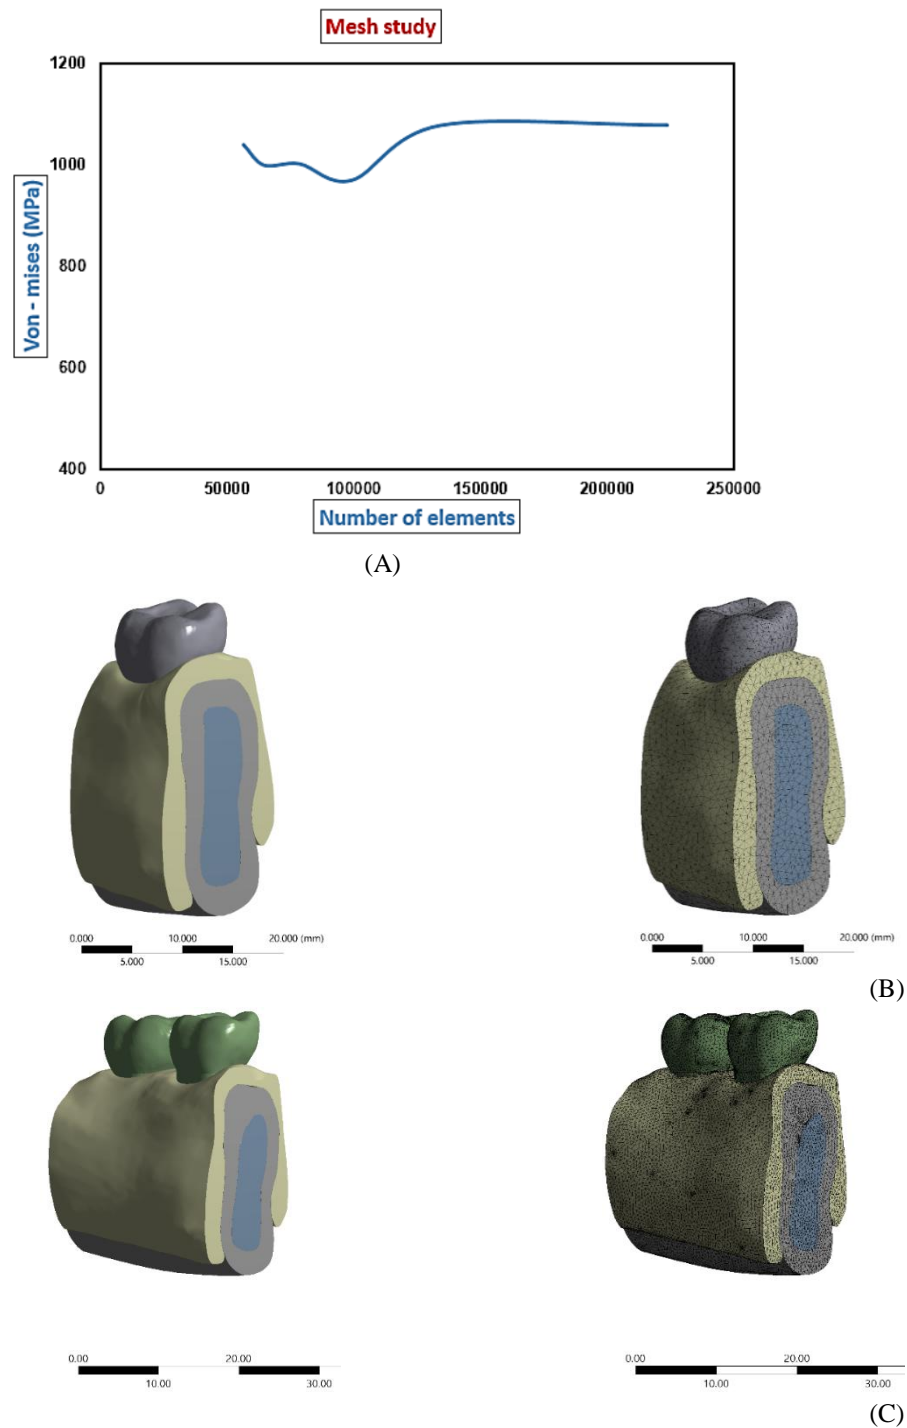 Mesh study
1200
1000
800
600
400
Von - mises (MPa)
0 50000 100000 150000 200000 250000
Number of elements
(A)
0.000 10.000 20.000 (mm)
5.000 15.000
0.000 10.000 20.000 (mm)
5.000 15.000
(B)
0.00 20.00
10.00 30.00
0.00 20.00
10.00 30.00
(C)